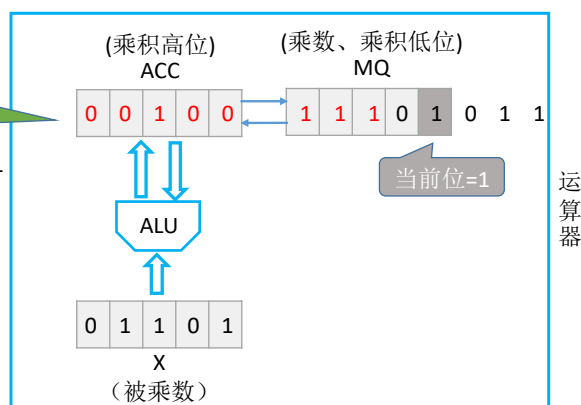 (乘积高位)
ACC
(乘数、乘积低位)
MQ
0 0 1 0 0
1 1 1 0 1 0 1 1
当前位=1
ALU
0 1 1 0 1
X
（被乘数）
运
算
器